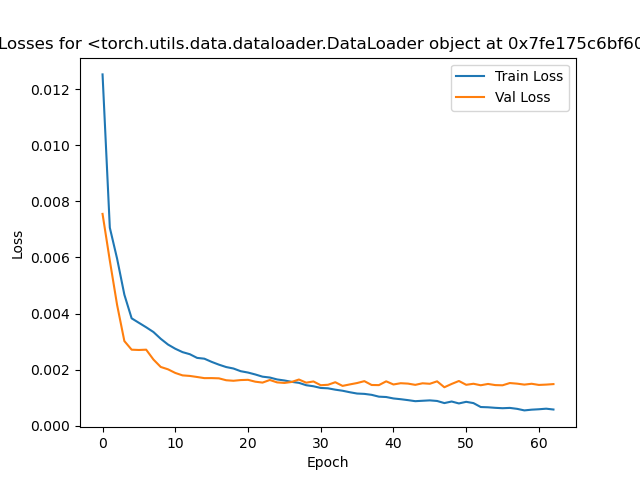 Losses for <torch.utils.data.dataloader.DataLoader object at 0x7fe175c6bf60
Train Loss
Val Loss
0.012
0.010
0.008
0.006
0.004
0.002
0.000
Loss
0
10
20
30
40
50
60
Epoch